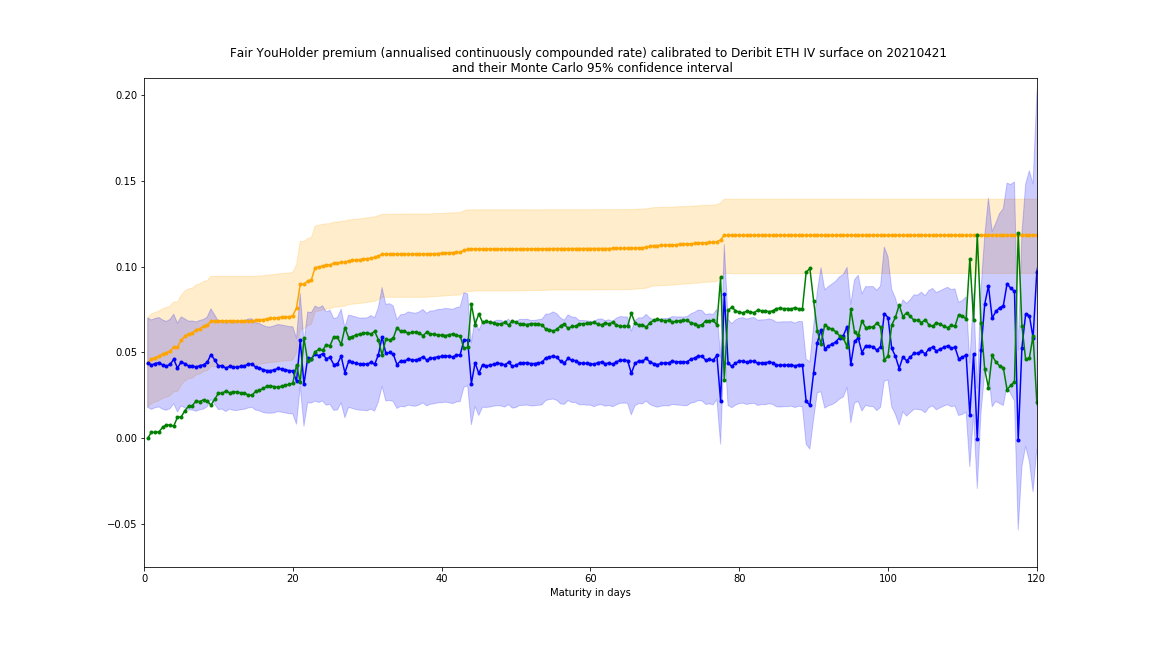 Fair YouHolder premium (annualised continuously compounded rate) calibrated to Deribit ETH IV surface on 20210421
and their Monte Carlo 95% confidence interval
0.20
0.15
0.10
0.05
0.00
−0.05
0 20 40 60 80 100 120
Maturity in days